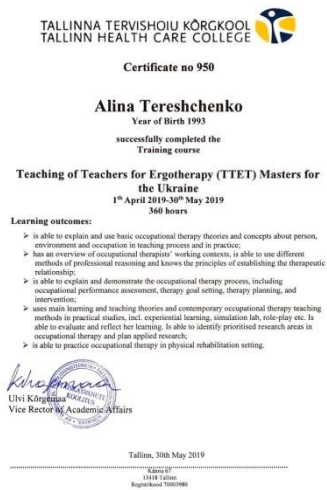 TALLINNA TERVISHOIU KÕRGKOOL
TALLINN HEALTH CARE COLLEGE
Certificate no 950
Alina Tereshchenko
Year of Birth 1993
successfully completed the
Training course
Teaching of Teachers for Ergotherapy (TTET) Masters for
the Ukraine
1st April 2019-30th May 2019
360 hours
Learning outcomes:
➢ is able to explain and use basic occupational therapy theories and concepts about person,
environment and occupation in teaching process and in practice;
➢ has an overview of occupational therapists' working contexts, is able to use different
methods of professional reasoning and knows the principles of establishing the therapeutic
relationship;
➢ is able to explain and demonstrate the occupational therapy process, including
occupational performance assessment, therapy goal setting, therapy planning, and
intervention;
➢ uses main learning and teaching theories and contemporary occupational therapy teaching
methods in practical studies, incl. experiential learning, simulation lab, role-play etc. Is
able to evaluate and reflect her learning. Is able to identify prioritised research areas in
occupational therapy and plan applied research;
➢ is able to practice occupational therapy in physical rehabilitation setting.
Ulvi Kõrgemaa
Vice Rector of Academic Affairs
KOOLITUS
Tallinn, 30th May 2019
Kännu 67
13418 Tallinn
Registrikood 70003980